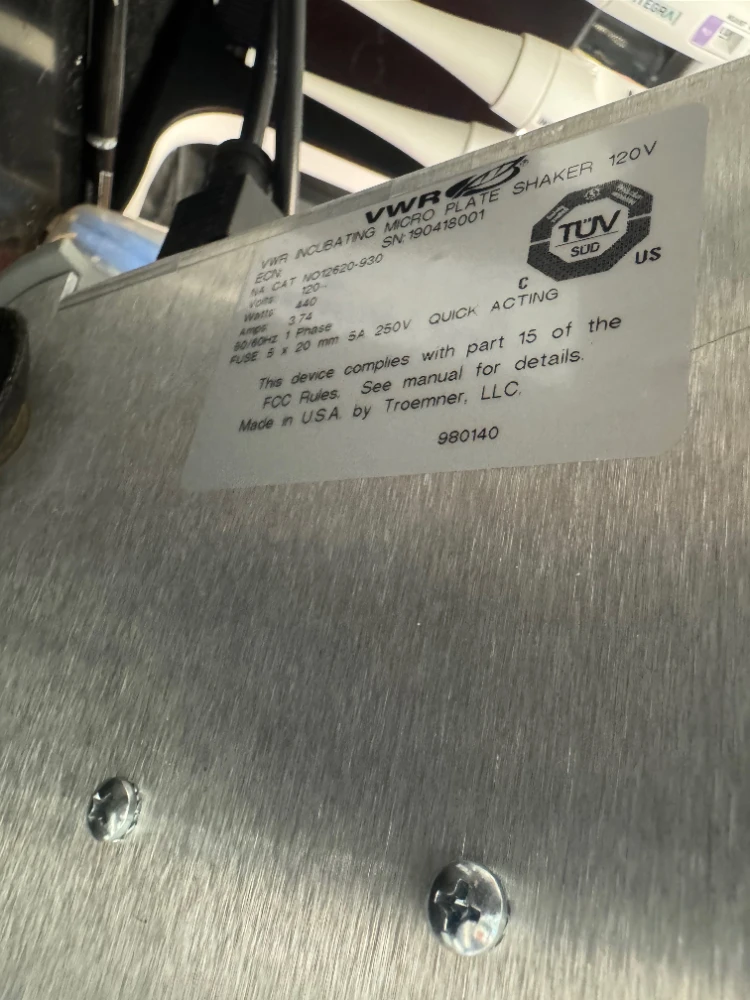 INTEGRA
VWR
VWR INCUBATING MICRO PLATE SHAKER 120V
ECN: SN: 190418001
NA CAT NO12620-930
Volts: 120~
Watts: 440
Amps: 3.74
50/60Hz 1 Phase
FUSE 5 x 20 mm 5A 250V QUICK ACTING
TÜV
SÜD
C US
This device complies with part 15 of the
FCC Rules. See manual for details.
Made in U.S.A. by Troemner, LLC.
980140